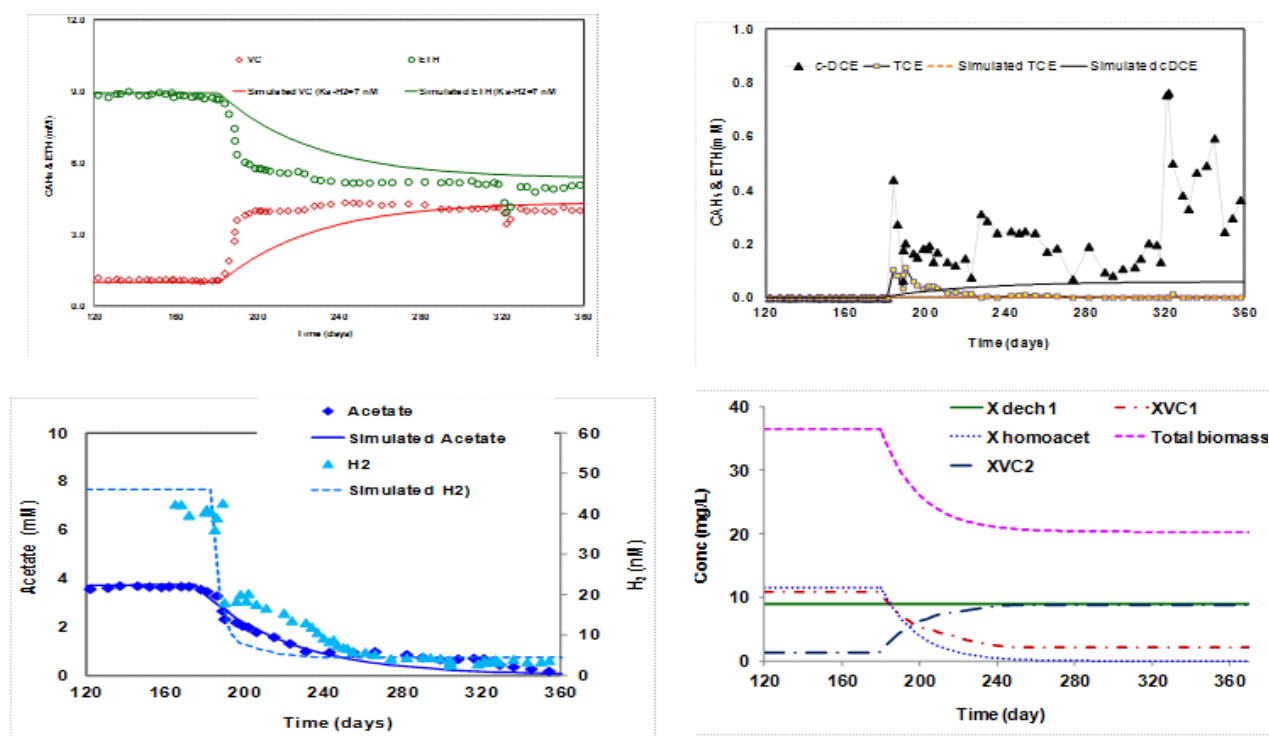 12.0
9.0
6.0
3.0
0.0
CAHs & ETH(mM)
VC
ETH
Simulated VC (Ks-H2=7 nM
Simulated ETH(Ks-H2=7 nM
120 160 200 240 280 320 360
Time (days)
1.0
0.8
0.6
0.4
0.2
0.0
CAHs & ETH(mM)
c-DCE TCE Simulated TCE Simulated cDCE
120 160 200 240 280 320 360
Time (days)
10
8
6
4
2
0
Acetate (mM)
Acetate
Simulated Acetate
H2
Simulated H2)
60
50
40
30
20
10
0
H2 (nM)
120 160 200 240 280 320 360
Time (days)
40
30
20
10
0
Conc (mg/L)
X dech1 XVC1
X homoacet Total biomass
XVC2
120 160 200 240 280 320 360
Time (day)